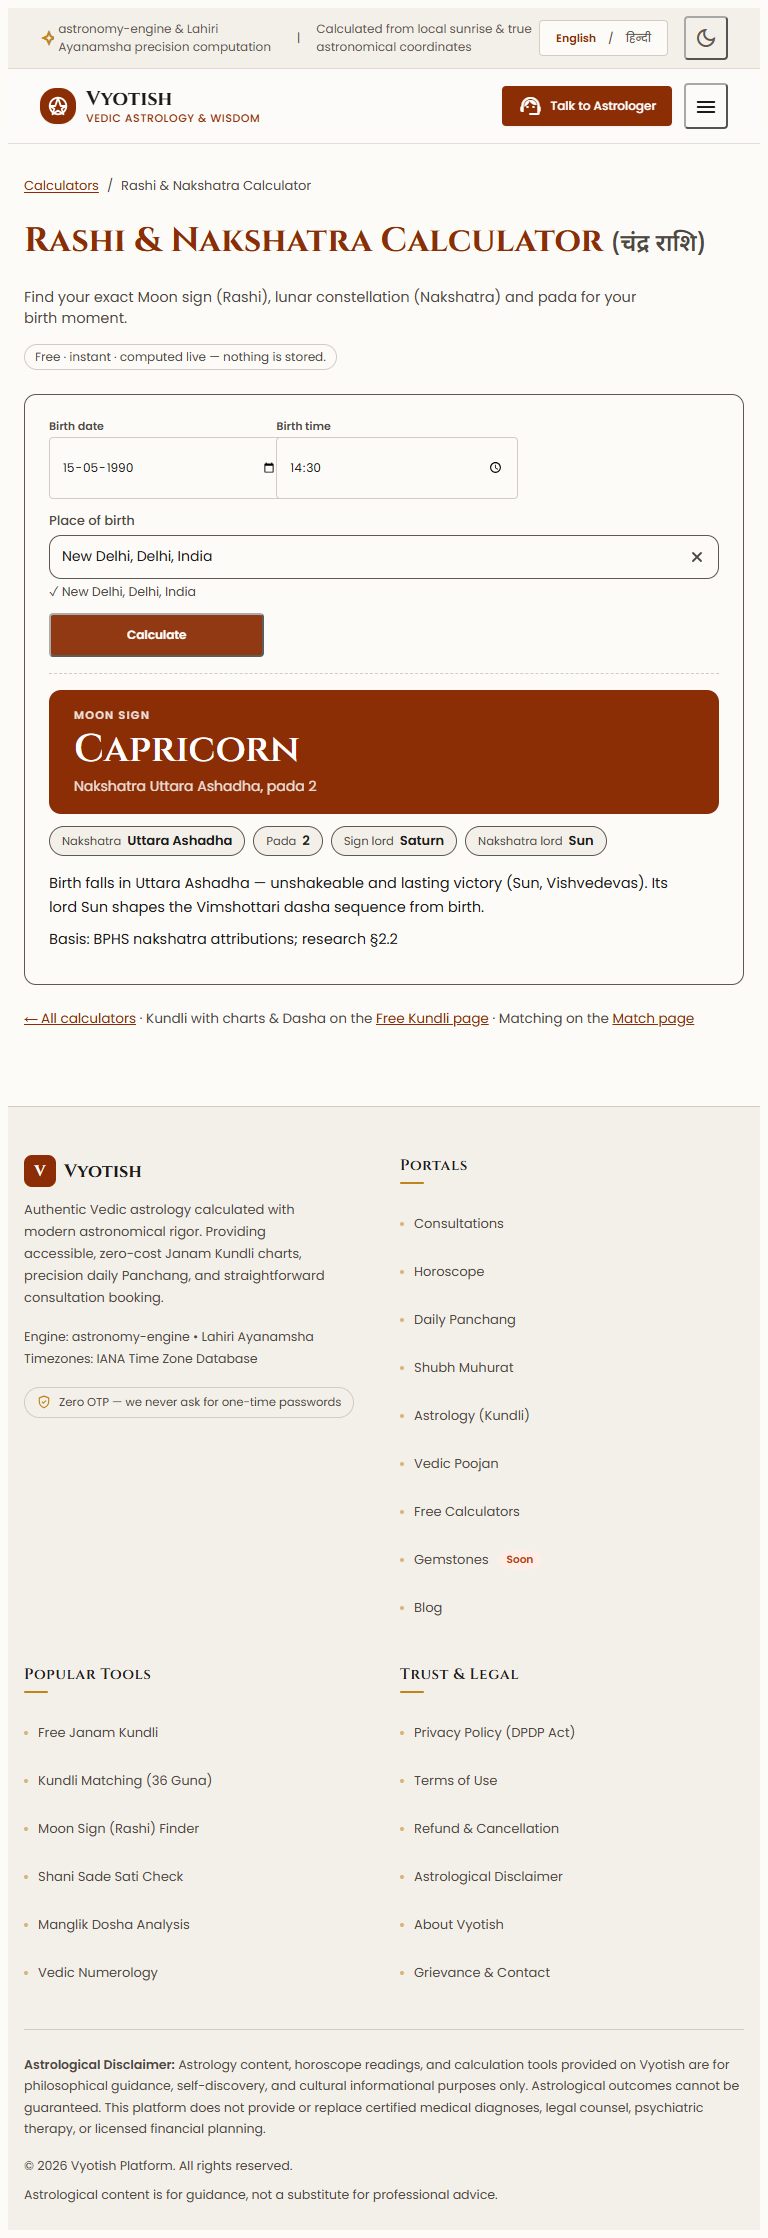 astronomy-engine & Lahiri
Ayanamsha precision computation
|
Calculated from local sunrise & true
astronomical coordinates
English / हिन्दी
Vyotish
VEDIC ASTROLOGY & WISDOM
Talk to Astrologer
Calculators / Rashi & Nakshatra Calculator
Rashi & Nakshatra Calculator (चंद्र राशि)
Find your exact Moon sign (Rashi), lunar constellation (Nakshatra) and pada for your
birth moment.
Free · instant · computed live — nothing is stored.
Birth date
Birth time
15-05-1990
14:30
Place of birth
New Delhi, Delhi, India
✓ New Delhi, Delhi, India
Calculate
MOON SIGN
Capricorn
Nakshatra Uttara Ashadha, pada 2
Nakshatra Uttara Ashadha
Pada 2
Sign lord Saturn
Nakshatra lord Sun
Birth falls in Uttara Ashadha — unshakeable and lasting victory (Sun, Vishvedevas). Its
lord Sun shapes the Vimshottari dasha sequence from birth.
Basis: BPHS nakshatra attributions; research §2.2
← All calculators · Kundli with charts & Dasha on the Free Kundli page · Matching on the Match page
V Vyotish
Authentic Vedic astrology calculated with
modern astronomical rigor. Providing
accessible, zero-cost Janam Kundli charts,
precision daily Panchang, and straightforward
consultation booking.
Engine: astronomy-engine • Lahiri Ayanamsha
Timezones: IANA Time Zone Database
Zero OTP — we never ask for one-time passwords
Portals
Consultations
Horoscope
Daily Panchang
Shubh Muhurat
Astrology (Kundli)
Vedic Poojan
Free Calculators
Gemstones Soon
Blog
Popular Tools
Free Janam Kundli
Kundli Matching (36 Guna)
Moon Sign (Rashi) Finder
Shani Sade Sati Check
Manglik Dosha Analysis
Vedic Numerology
Trust & Legal
Privacy Policy (DPDP Act)
Terms of Use
Refund & Cancellation
Astrological Disclaimer
About Vyotish
Grievance & Contact
Astrological Disclaimer: Astrology content, horoscope readings, and calculation tools provided on Vyotish are for
philosophical guidance, self-discovery, and cultural informational purposes only. Astrological outcomes cannot be
guaranteed. This platform does not provide or replace certified medical diagnoses, legal counsel, psychiatric
therapy, or licensed financial planning.
© 2026 Vyotish Platform. All rights reserved.
Astrological content is for guidance, not a substitute for professional advice.